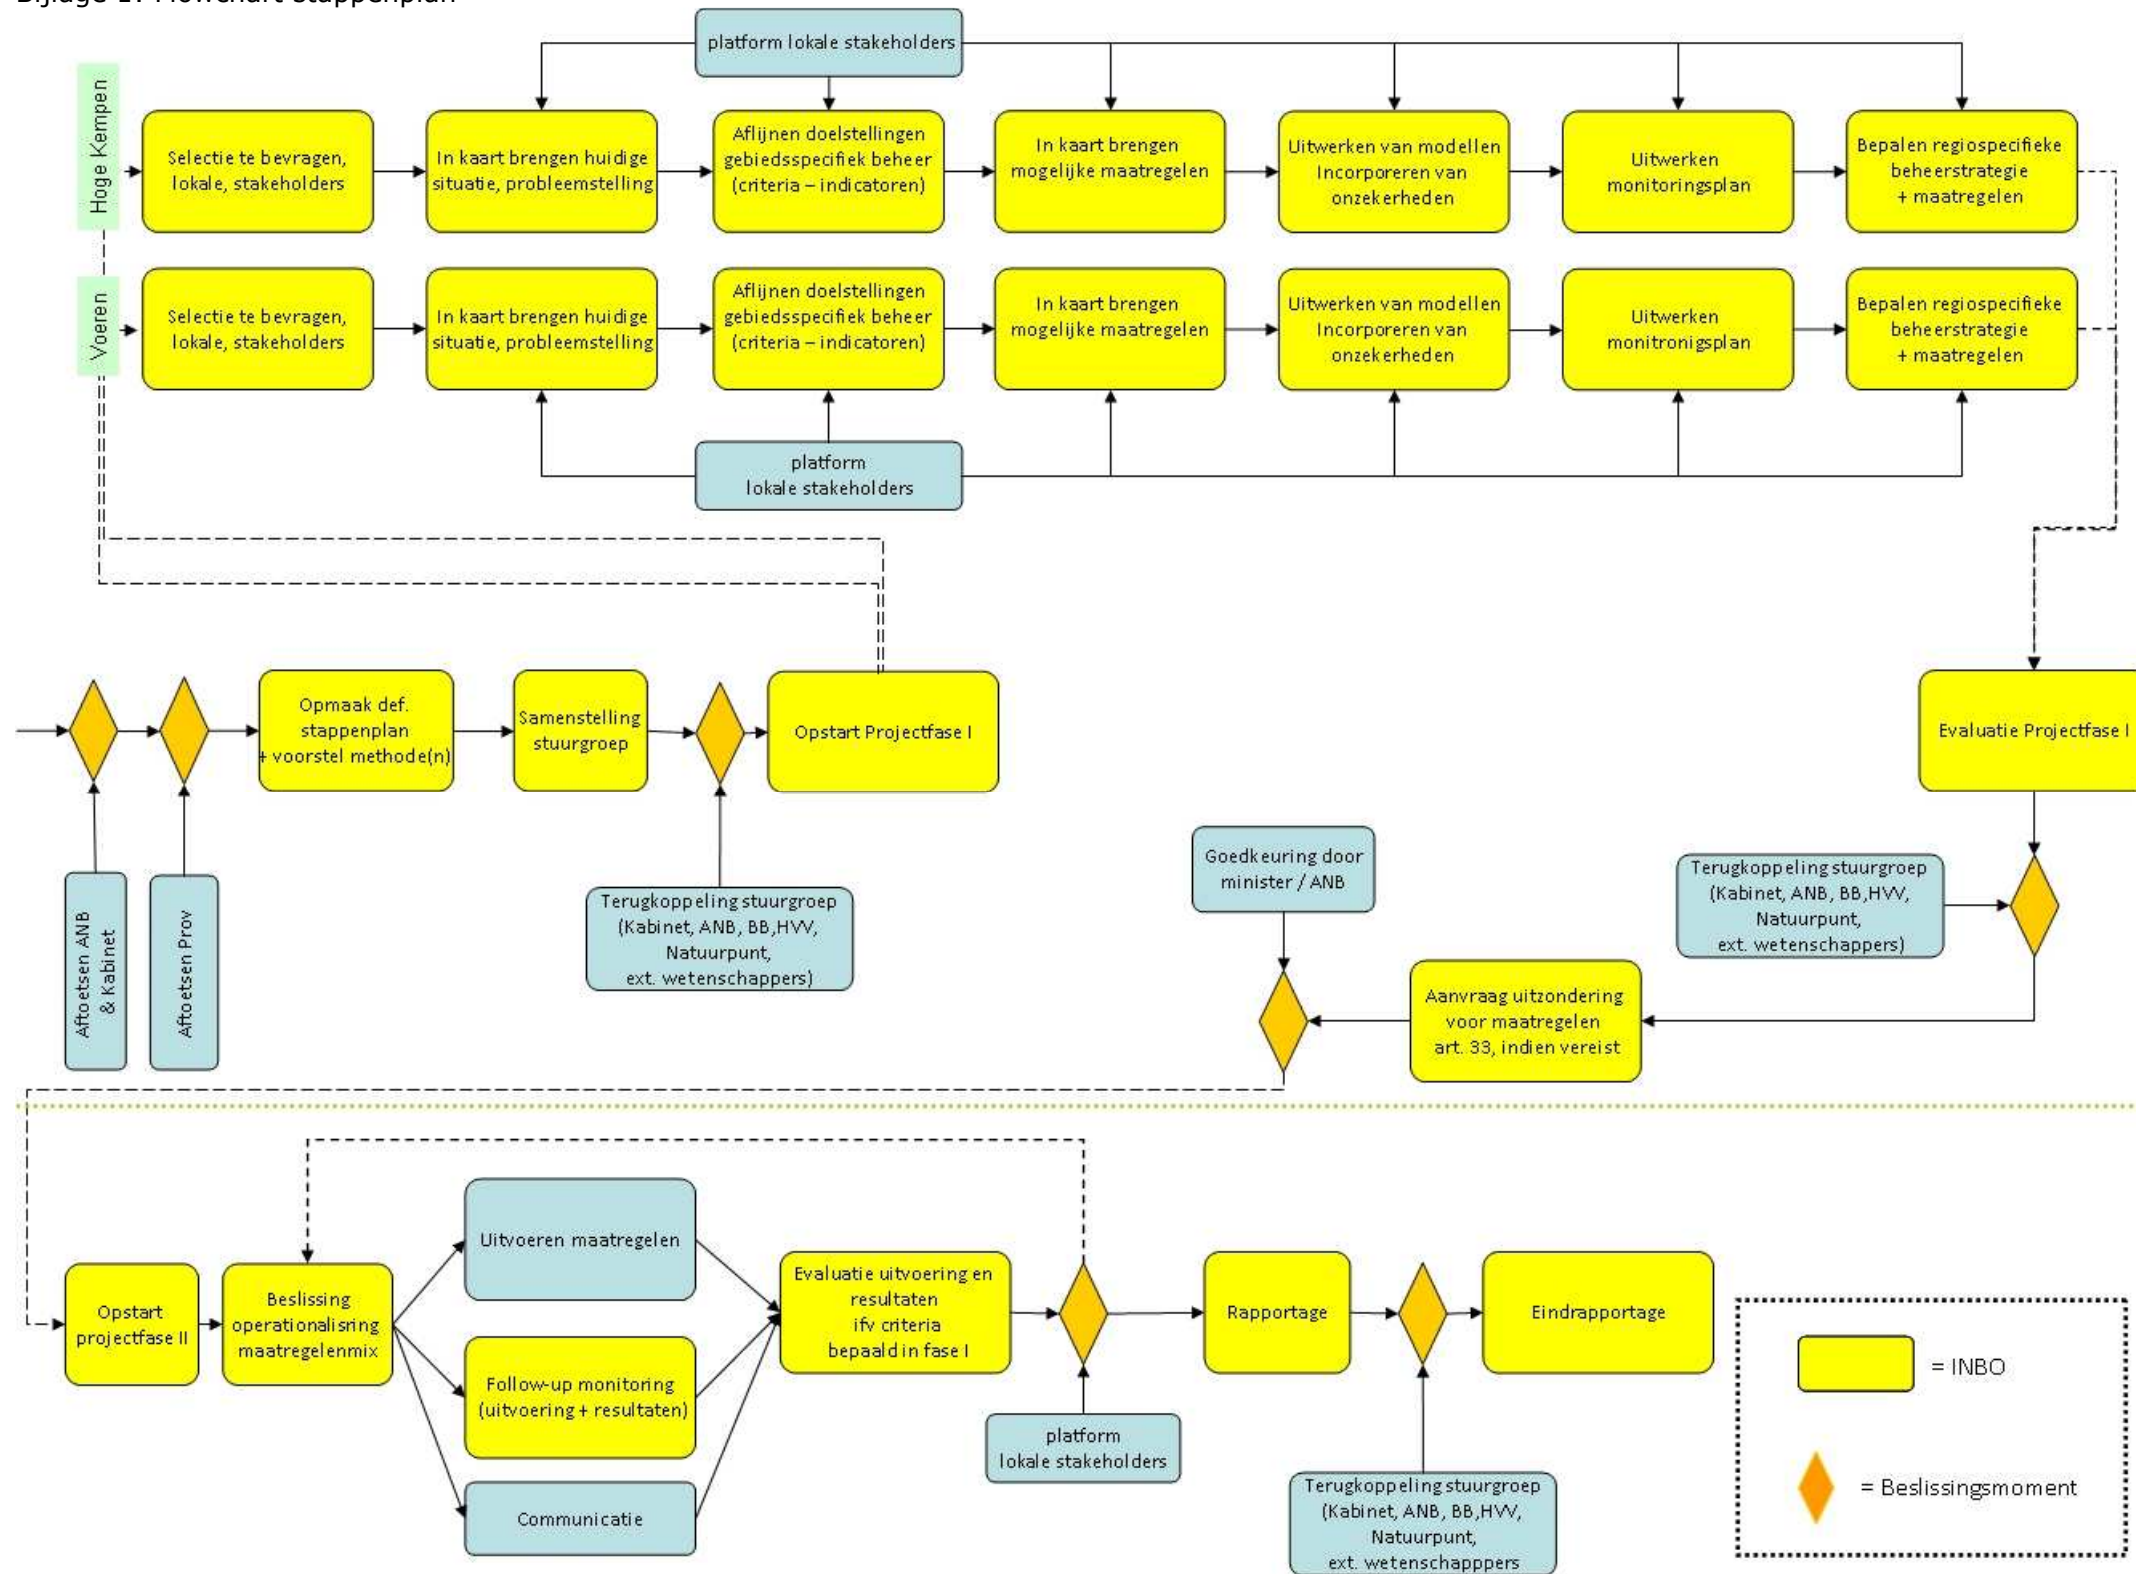 Bijlage 1: Flowchart stappenplan
platform lokale stakeholders
Hoge Kempen
Selectie te bevragen,
lokale, stakeholders
In kaart brengen huidige
situatie, probleemstelling
Aflijnen doelstellingen
gebiedsspecifiek beheer
(criteria – indicatoren)
In kaart brengen
mogelijke maatregelen
Uitwerken van modellen
Incorporeren van
onzekerheden
Uitwerken
monitoringsplan
Bepalen regiospecifieke
beheerstrategie
+ maatregelen
Voeren
Selectie te bevragen,
lokale, stakeholders
In kaart brengen huidige
situatie, probleemstelling
Aflijnen doelstellingen
gebiedsspecifiek beheer
(criteria – indicatoren)
In kaart brengen
mogelijke maatregelen
Uitwerken van modellen
Incorporeren van
onzekerheden
Uitwerken
monitronigsplan
Bepalen regiospecifieke
beheerstrategie
+ maatregelen
platform
lokale stakeholders
Opmaak def.
stappenplan
+ voorstel methode(n)
Samenstelling
stuurgroep
Opstart Projectfase I
Evaluatie Projectfase I
Aftoetsen ANB
& Kabinet
Aftoetsen Prov
Terugkoppeling stuurgroep
(Kabinet, ANB, BB,HVV,
Natuurpunt,
ext. wetenschappers)
Goedkeuring door
minister / ANB
Terugkoppeling stuurgroep
(Kabinet, ANB, BB,HVV,
Natuurpunt,
ext. wetenschappers)
Aanvraag uitzondering
voor maatregelen
art. 33, indien vereist
Opstart
projectfase II
Beslissing
operationalisring
maatregelenmix
Uitvoeren maatregelen
Follow-up monitoring
(uitvoering + resultaten)
Communicatie
Evaluatie uitvoering en
resultaten
ifv criteria
bepaald in fase I
platform
lokale stakeholders
Rapportage
Terugkoppeling stuurgroep
(Kabinet, ANB, BB,HVV,
Natuurpunt,
ext. wetenschapppers
Eindrapportage
= INBO
= Beslissingsmoment